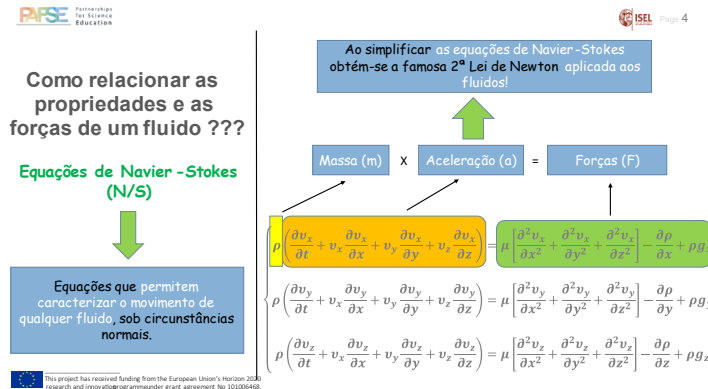 PAFSE
Partnerships
for Science
Education
ISEL
Page 4
Como relacionar as
propriedades e as
forças de um fluido ???
Equações de Navier -Stokes
(N/S)
Equações que permitem
caracterizar o movimento de
qualquer fluido, sob circunstâncias
normais.
Ao simplificar as equações de Navier -Stokes
obtém-se a famosa 2ª Lei de Newton aplicada aos
fluidos!
Massa (m) x Aceleração (a) = Forças (F)
ρ(∂v_x/∂t + v_x ∂v_x/∂x + v_y ∂v_x/∂y + v_z ∂v_x/∂z) = μ[∂²v_x/∂x² + ∂²v_x/∂y² + ∂²v_x/∂z²] − ∂ρ/∂x + ρg
ρ(∂v_y/∂t + v_x ∂v_y/∂x + v_y ∂v_y/∂y + v_z ∂v_y/∂z) = μ[∂²v_y/∂x² + ∂²v_y/∂y² + ∂²v_y/∂z²] − ∂ρ/∂y + ρg
ρ(∂v_z/∂t + v_x ∂v_z/∂x + v_y ∂v_z/∂y + v_z ∂v_z/∂z) = μ[∂²v_z/∂x² + ∂²v_z/∂y² + ∂²v_z/∂z²] − ∂ρ/∂z + ρg_z
This project has received funding from the European Union's Horizon 2020
research and innovation programme under grant agreement No 101006468.